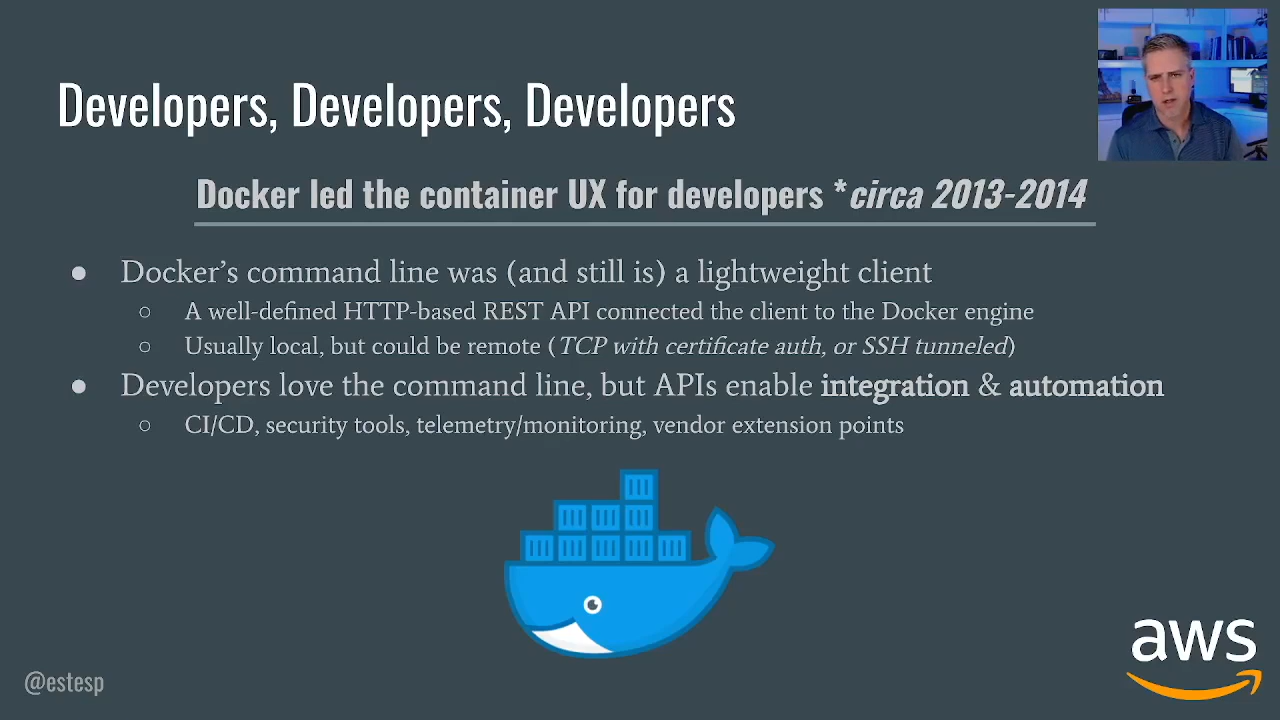 Developers, Developers, Developers
Docker led the container UX for developers *circa 2013-2014
● Docker’s command line was (and still is) a lightweight client
○ A well-defined HTTP-based REST API connected the client to the Docker engine
○ Usually local, but could be remote (TCP with certificate auth, or SSH tunneled)
● Developers love the command line, but APIs enable integration & automation
○ CI/CD, security tools, telemetry/monitoring, vendor extension points
@estesp
aws